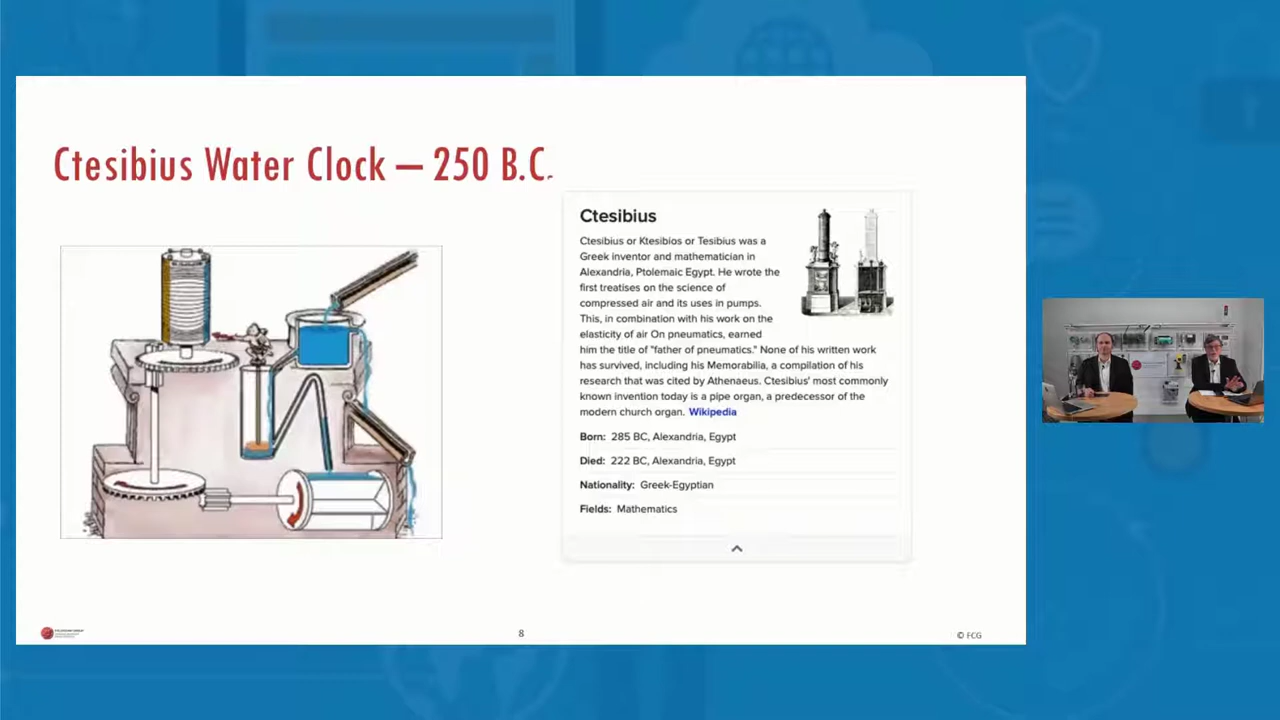 Ctesibius Water Clock – 250 B.C.
Ctesibius
Ctesibius or Ktesibios or Tesibius was a
Greek inventor and mathematician in
Alexandria, Ptolemaic Egypt. He wrote the
first treatises on the science of
compressed air and its uses in pumps.
This, in combination with his work on the
elasticity of air On pneumatics, earned
him the title of "father of pneumatics." None of his written work
has survived, including his Memorabilia, a compilation of his
research that was cited by Athenaeus. Ctesibius' most commonly
known invention today is a pipe organ, a predecessor of the
modern church organ. Wikipedia
Born: 285 BC, Alexandria, Egypt
Died: 222 BC, Alexandria, Egypt
Nationality: Greek-Egyptian
Fields: Mathematics
8
© FCG